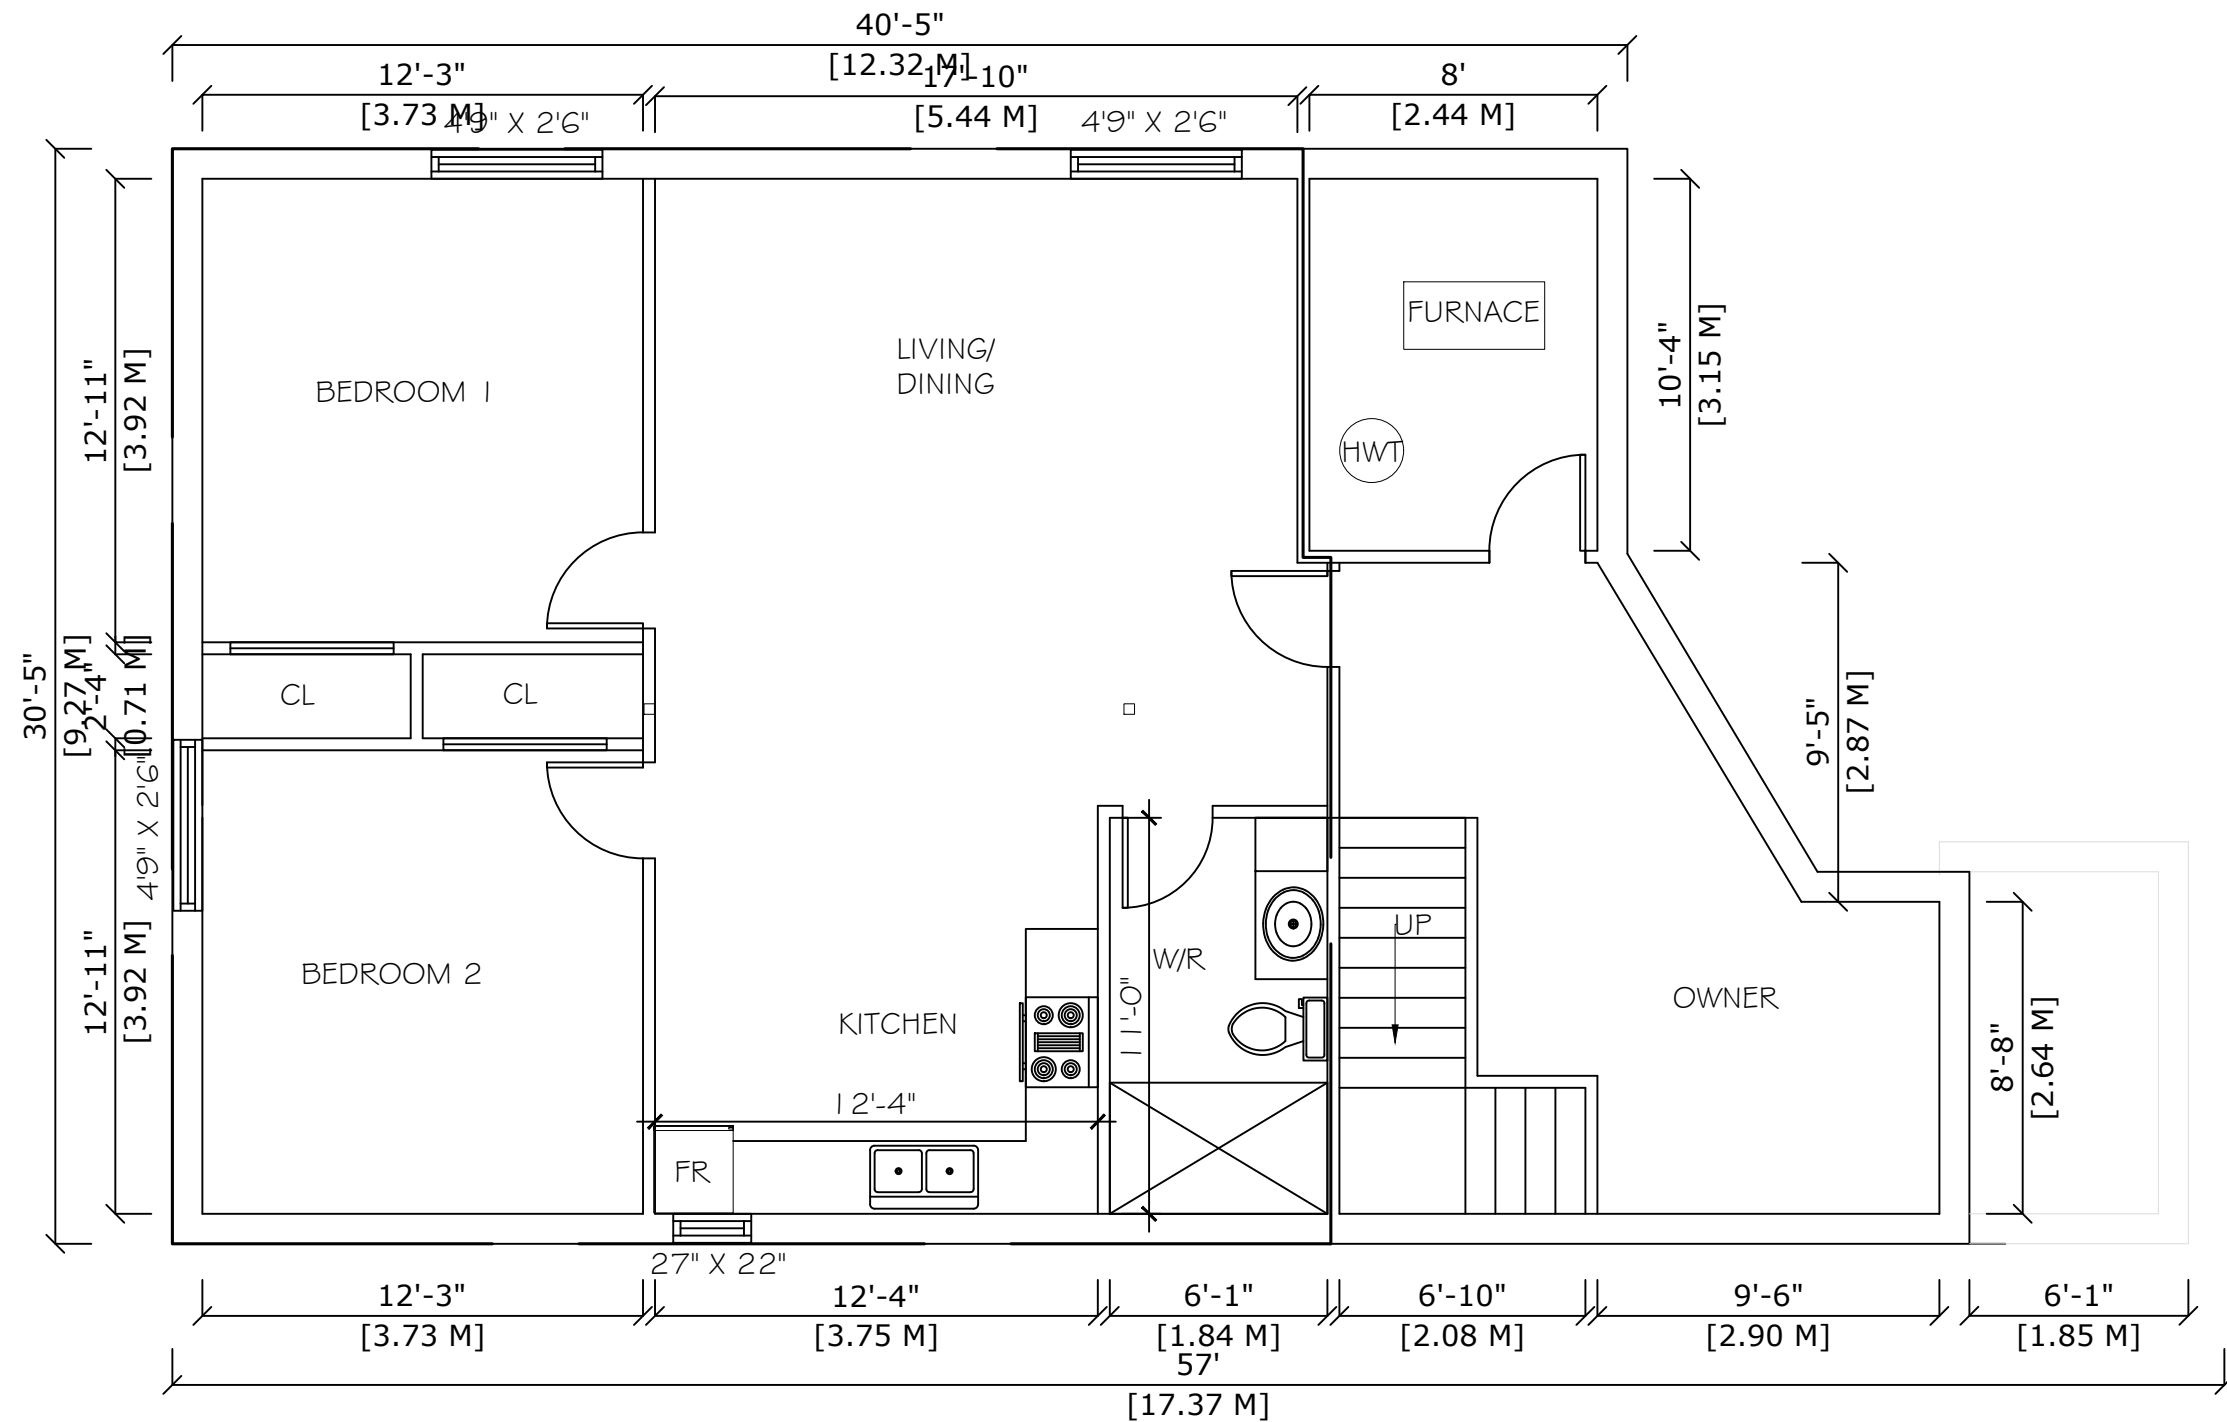 40'-5"
[12.32 M]
12'-3"
[3.73 M]
17'-10"
[5.44 M]
8'
[2.44 M]
4'9" X 2'6"
4'9" X 2'6"
FURNACE
LIVING/
DINING
BEDROOM 1
HWT
12'-11"
[3.92 M]
10'-4"
[3.15 M]
30'-5"
[9.27 M]
2'-4"
[0.71 M]
CL
CL
9'-5"
[2.87 M]
4'9" X 2'6"
UP
W/R
BEDROOM 2
12'-11"
[3.92 M]
KITCHEN
11'-0"
OWNER
8'-8"
[2.64 M]
12'-4"
FR
27" X 22"
12'-3"
[3.73 M]
12'-4"
[3.75 M]
6'-1"
[1.84 M]
6'-10"
[2.08 M]
9'-6"
[2.90 M]
6'-1"
[1.85 M]
57'
[17.37 M]